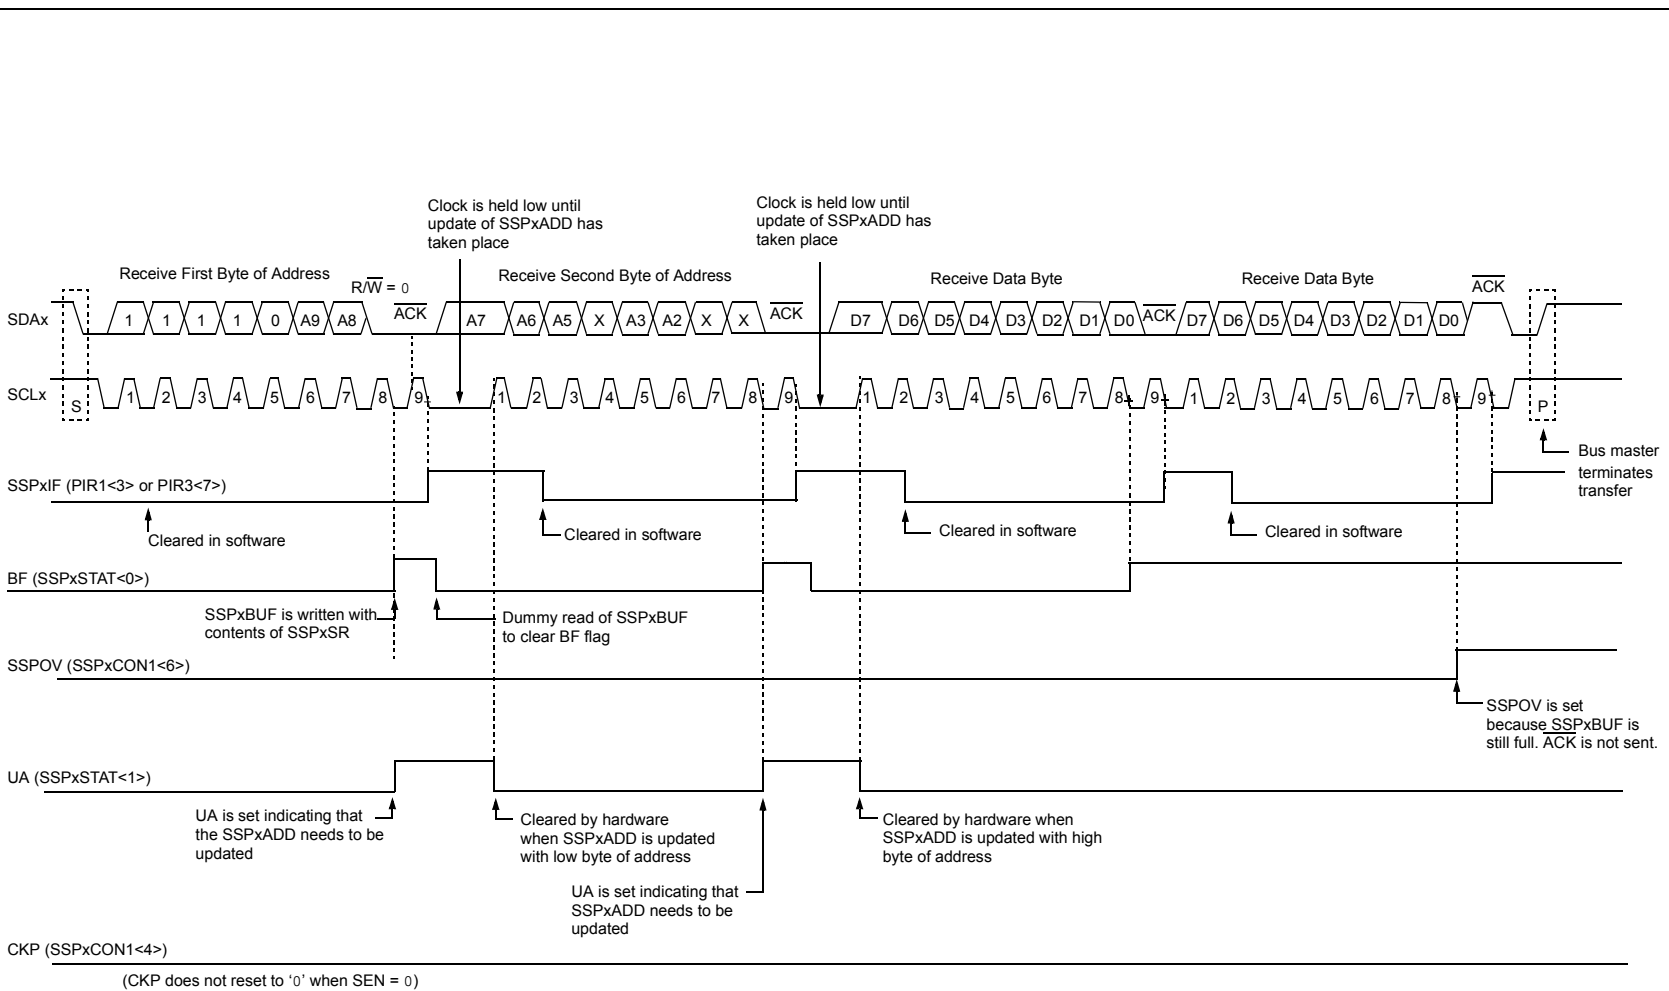 Clock is held low until
update of SSPxADD has
taken place
Clock is held low until
update of SSPxADD has
taken place
Receive First Byte of Address
R/W = 0
ACK
Receive Second Byte of Address
ACK
Receive Data Byte
ACK
Receive Data Byte
ACK
SDAx
1 1 1 1 0 A9 A8
A7 A6 A5 X A3 A2 X X
D7 D6 D5 D4 D3 D2 D1 D0
D7 D6 D5 D4 D3 D2 D1 D0
SCLx
S
1 2 3 4 5 6 7 8 9
1 2 3 4 5 6 7 8 9
1 2 3 4 5 6 7 8 9
1 2 3 4 5 6 7 8 9
P
Bus master
terminates
transfer
SSPxIF (PIR1<3> or PIR3<7>)
Cleared in software
Cleared in software
Cleared in software
Cleared in software
BF (SSPxSTAT<0>)
SSPxBUF is written with
contents of SSPxSR
Dummy read of SSPxBUF
to clear BF flag
SSPOV (SSPxCON1<6>)
SSPOV is set
because SSPxBUF is
still full. ACK is not sent.
UA (SSPxSTAT<1>)
UA is set indicating that
the SSPxADD needs to be
updated
Cleared by hardware
when SSPxADD is updated
with low byte of address
UA is set indicating that
SSPxADD needs to be
updated
Cleared by hardware when
SSPxADD is updated with high
byte of address
CKP (SSPxCON1<4>)
(CKP does not reset to ‘0’ when SEN = 0)